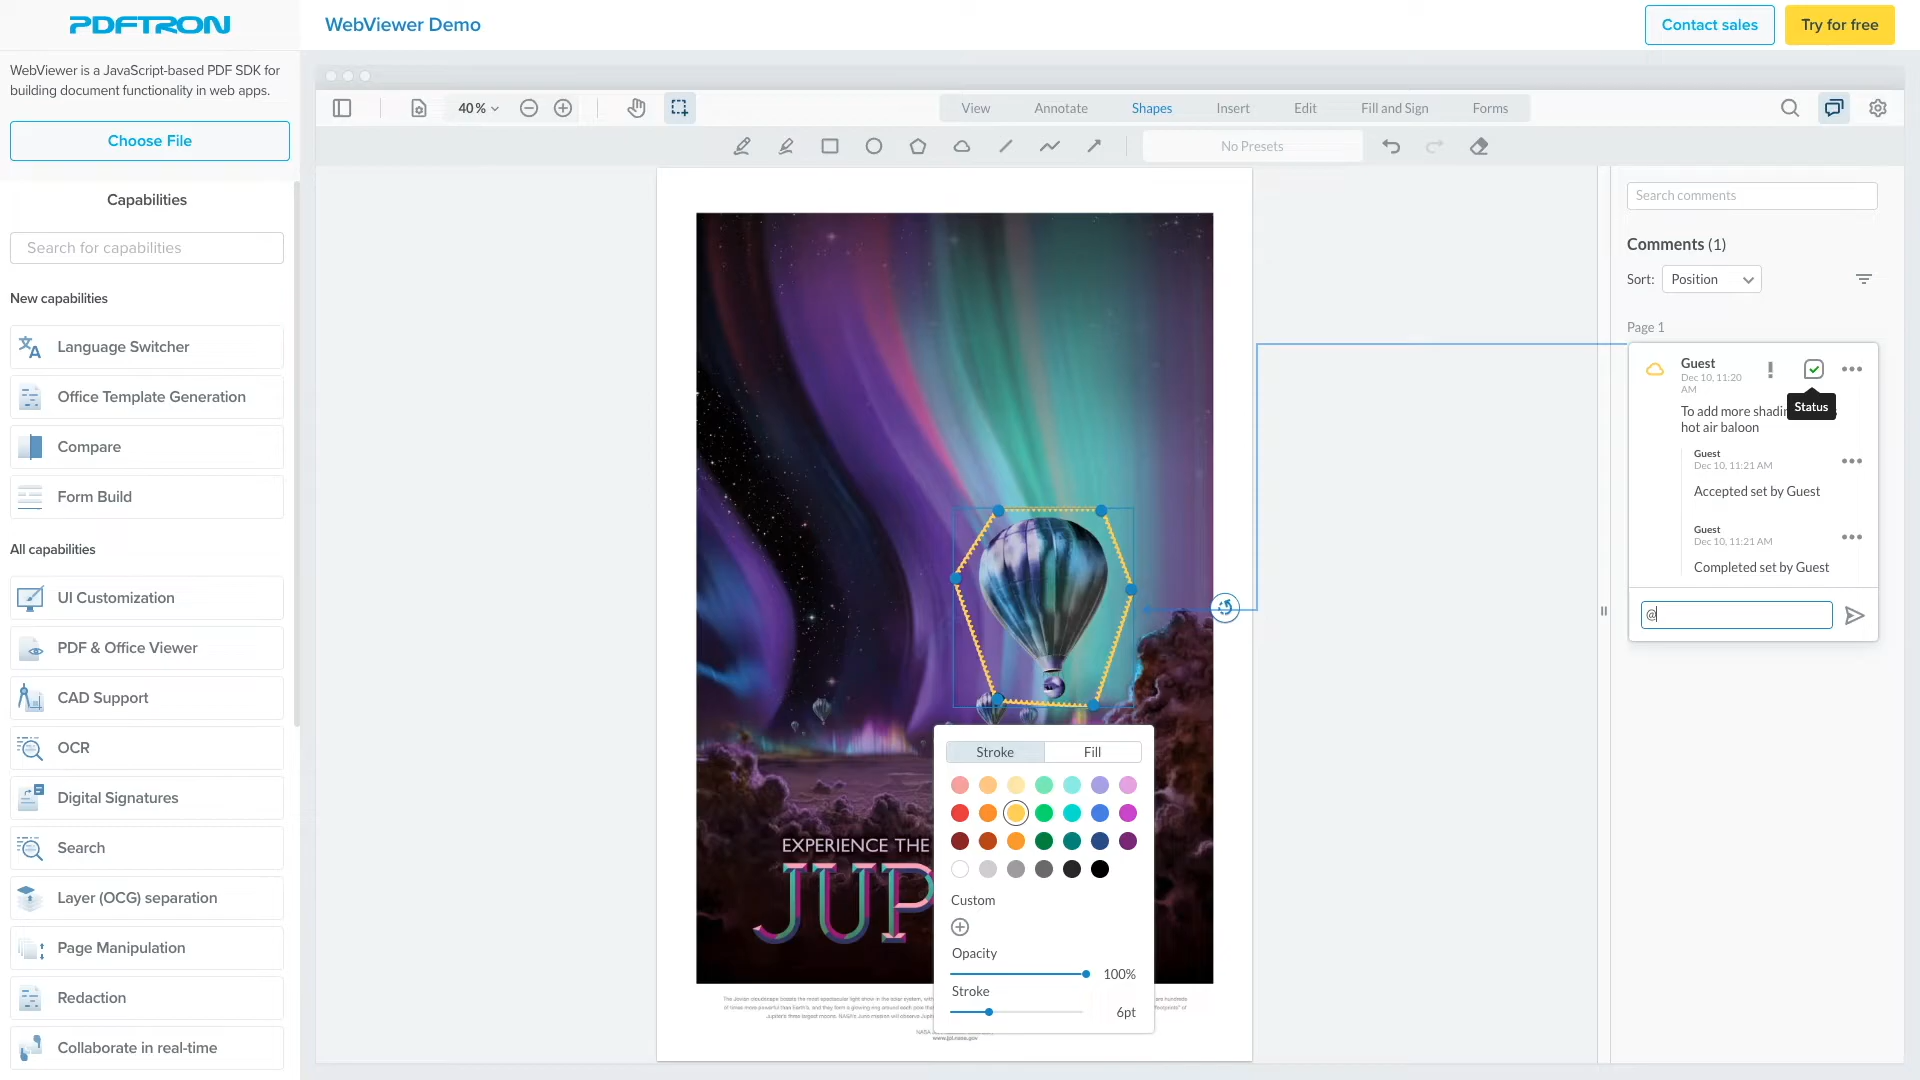 PDFTRON
WebViewer Demo
Contact sales
Try for free
WebViewer is a JavaScript-based PDF SDK for
building document functionality in web apps.
Choose File
Capabilities
Search for capabilities
New capabilities
Language Switcher
Office Template Generation
Compare
Form Build
All capabilities
UI Customization
PDF & Office Viewer
CAD Support
OCR
Digital Signatures
Search
Layer (OCG) separation
Page Manipulation
Redaction
Collaborate in real-time
40%
View
Annotate
Shapes
Insert
Edit
Fill and Sign
Forms
No Presets
EXPERIENCE THE
JUP
www.jpl.nasa.gov
Stroke
Fill
Custom
Opacity
100%
Stroke
6pt
Search comments
Comments (1)
Sort:
Position
Page 1
Guest
Dec 10, 11:20
AM
Status
To add more shadin
hot air baloon
Guest
Dec 10, 11:21 AM
Accepted set by Guest
Guest
Dec 10, 11:21 AM
Completed set by Guest
@